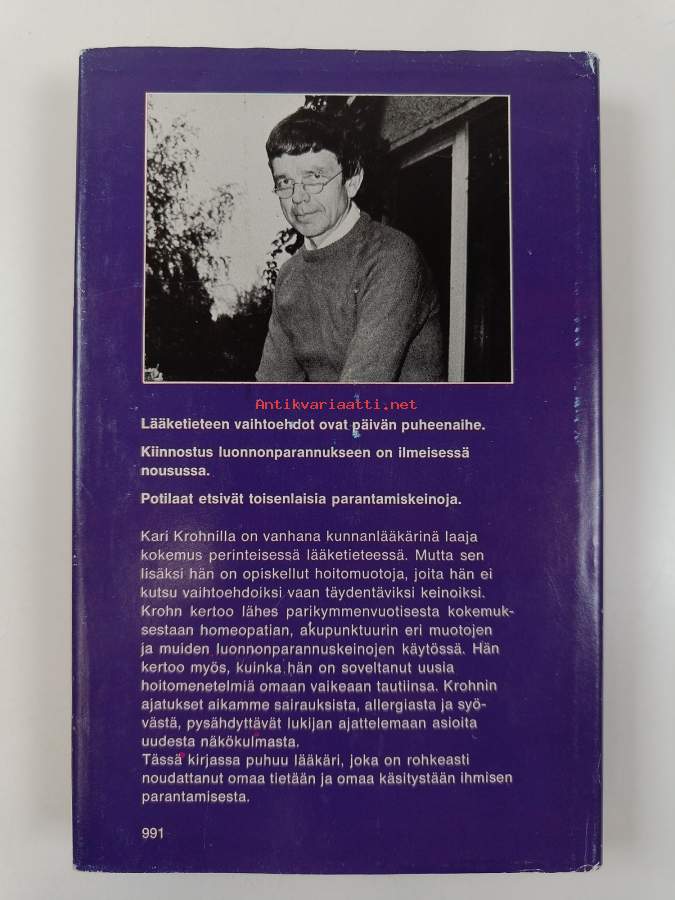 Antikvariaatti.net
Lääketieteen vaihtoehdot ovat päivän puheenaihe.
Kiinnostus luonnonparannukseen on ilmeisessä
nousussa.
Potilaat etsivät toisenlaisia parantamiskeinoja.
Kari Krohnilla on vanhana kunnanlääkärinä laaja
kokemus perinteisessä lääketieteessä. Mutta sen
lisäksi hän on opiskellut hoitomuotoja, joita hän ei
kutsu vaihtoehdoiksi vaan täydentäviksi keinoiksi.
Krohn kertoo lähes parikymmenvuotisesta kokemuk-
sestaan homeopatian, akupunktuurin eri muotojen
ja muiden luonnonparannuskeinojen käytössä. Hän
kertoo myös, kuinka hän on soveltanut uusia
hoitomenetelmiä omaan vaikeaan tautiinsa. Krohnin
ajatukset aikamme sairauksista, allergiasta ja syö-
västä, pysähdyttävät lukijan ajattelemaan asioita
uudesta näkökulmasta.
Tässä kirjassa puhuu lääkäri, joka on rohkeasti
noudattanut omaa tietään ja omaa käsitystään ihmisen
parantamisesta.
991